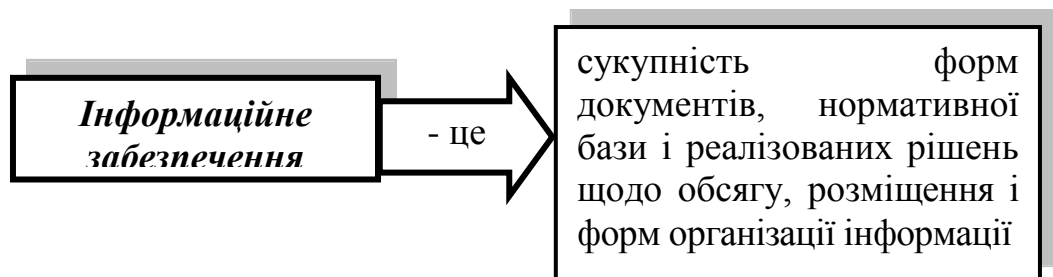 Інформаційне
забезпечення
- це
сукупність форм
документів, нормативної
бази і реалізованих рішень
щодо обсягу, розміщення і
форм організації інформації